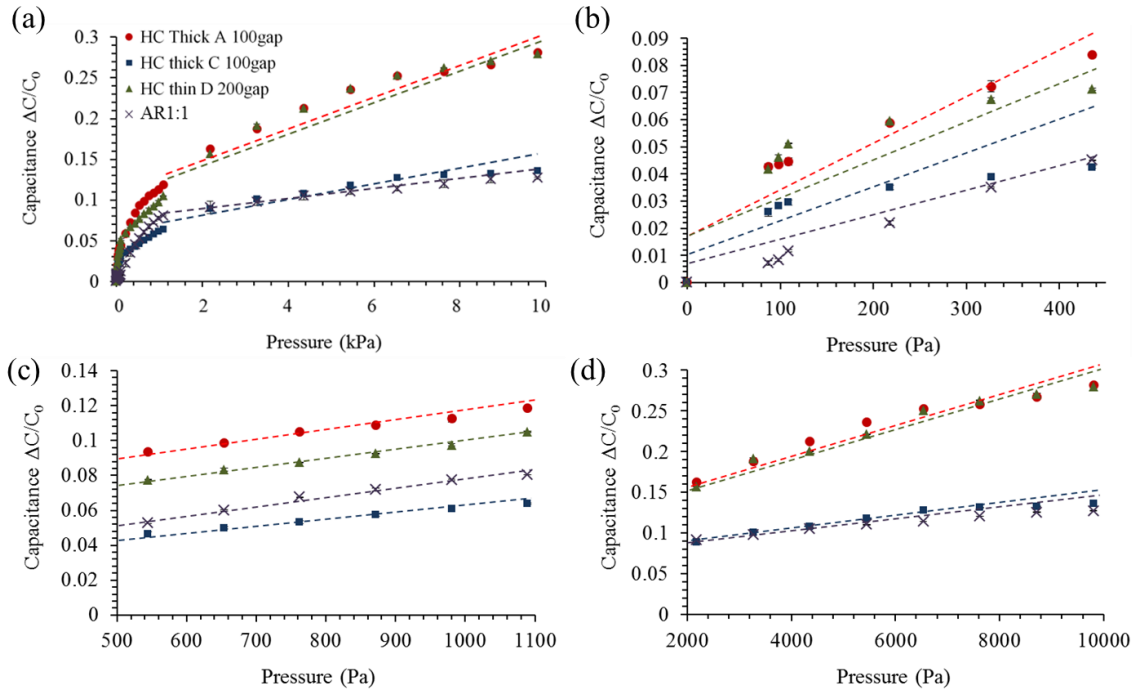 (a)
Capacitance ΔC/C₀
0.3
0.25
0.2
0.15
0.1
0.05
0
HC Thick A 100gap
HC thick C 100gap
HC thin D 200gap
AR1:1
0 2 4 6 8 10
Pressure (kPa)
(b)
Capacitance ΔC/C₀
0.09
0.08
0.07
0.06
0.05
0.04
0.03
0.02
0.01
0
0 100 200 300 400
Pressure (Pa)
(c)
Capacitance ΔC/C₀
0.14
0.12
0.1
0.08
0.06
0.04
0.02
0
500 600 700 800 900 1000 1100
Pressure (Pa)
(d)
Capacitance ΔC/C₀
0.3
0.25
0.2
0.15
0.1
0.05
0
2000 4000 6000 8000 10000
Pressure (Pa)